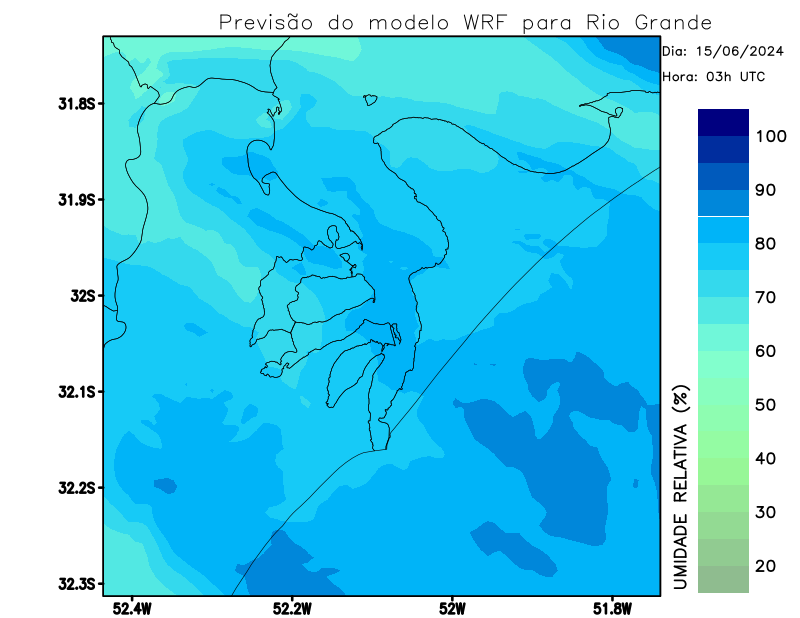 Previsão do modelo WRF para Rio Grande
Dia: 15/06/2024
Hora: 03h UTC
31.8S
31.9S
32S
32.1S
32.2S
32.3S
52.4W
52.2W
52W
51.8W
100
90
80
70
60
50
40
30
20
UMIDADE RELATIVA (%)